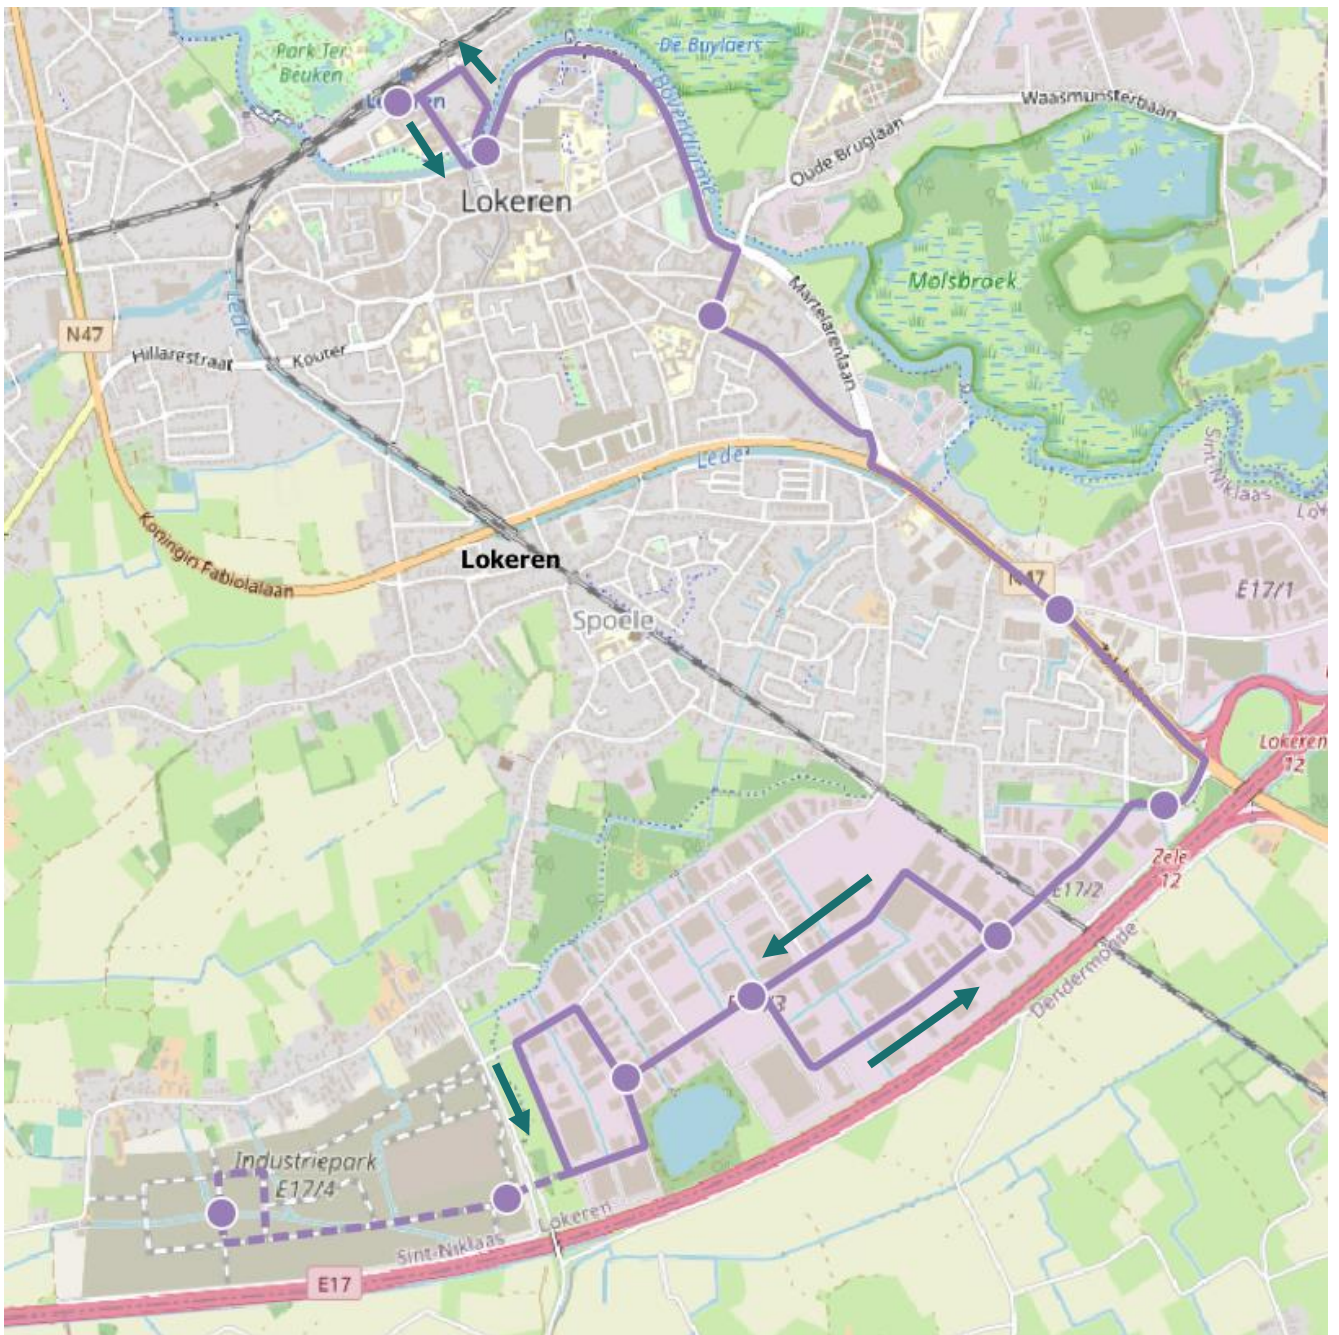 Park Ter
Beuken
De Buylaers
Boven-Durme
Waasmunsterbaan
Oude Bruglaan
Lokeren
Molsbroek
Martelarenlaan
Lede
N47
Hillarestraat
Kouter
Lede
Sint-Niklaas
Koningin Fabiolalaan
Lokeren
N47
E17/1
Spoele
Lokeren
12
Zele
12
E17/2
Dendermonde
Industriepark
E17/4
Lokeren
Sint-Niklaas
E17